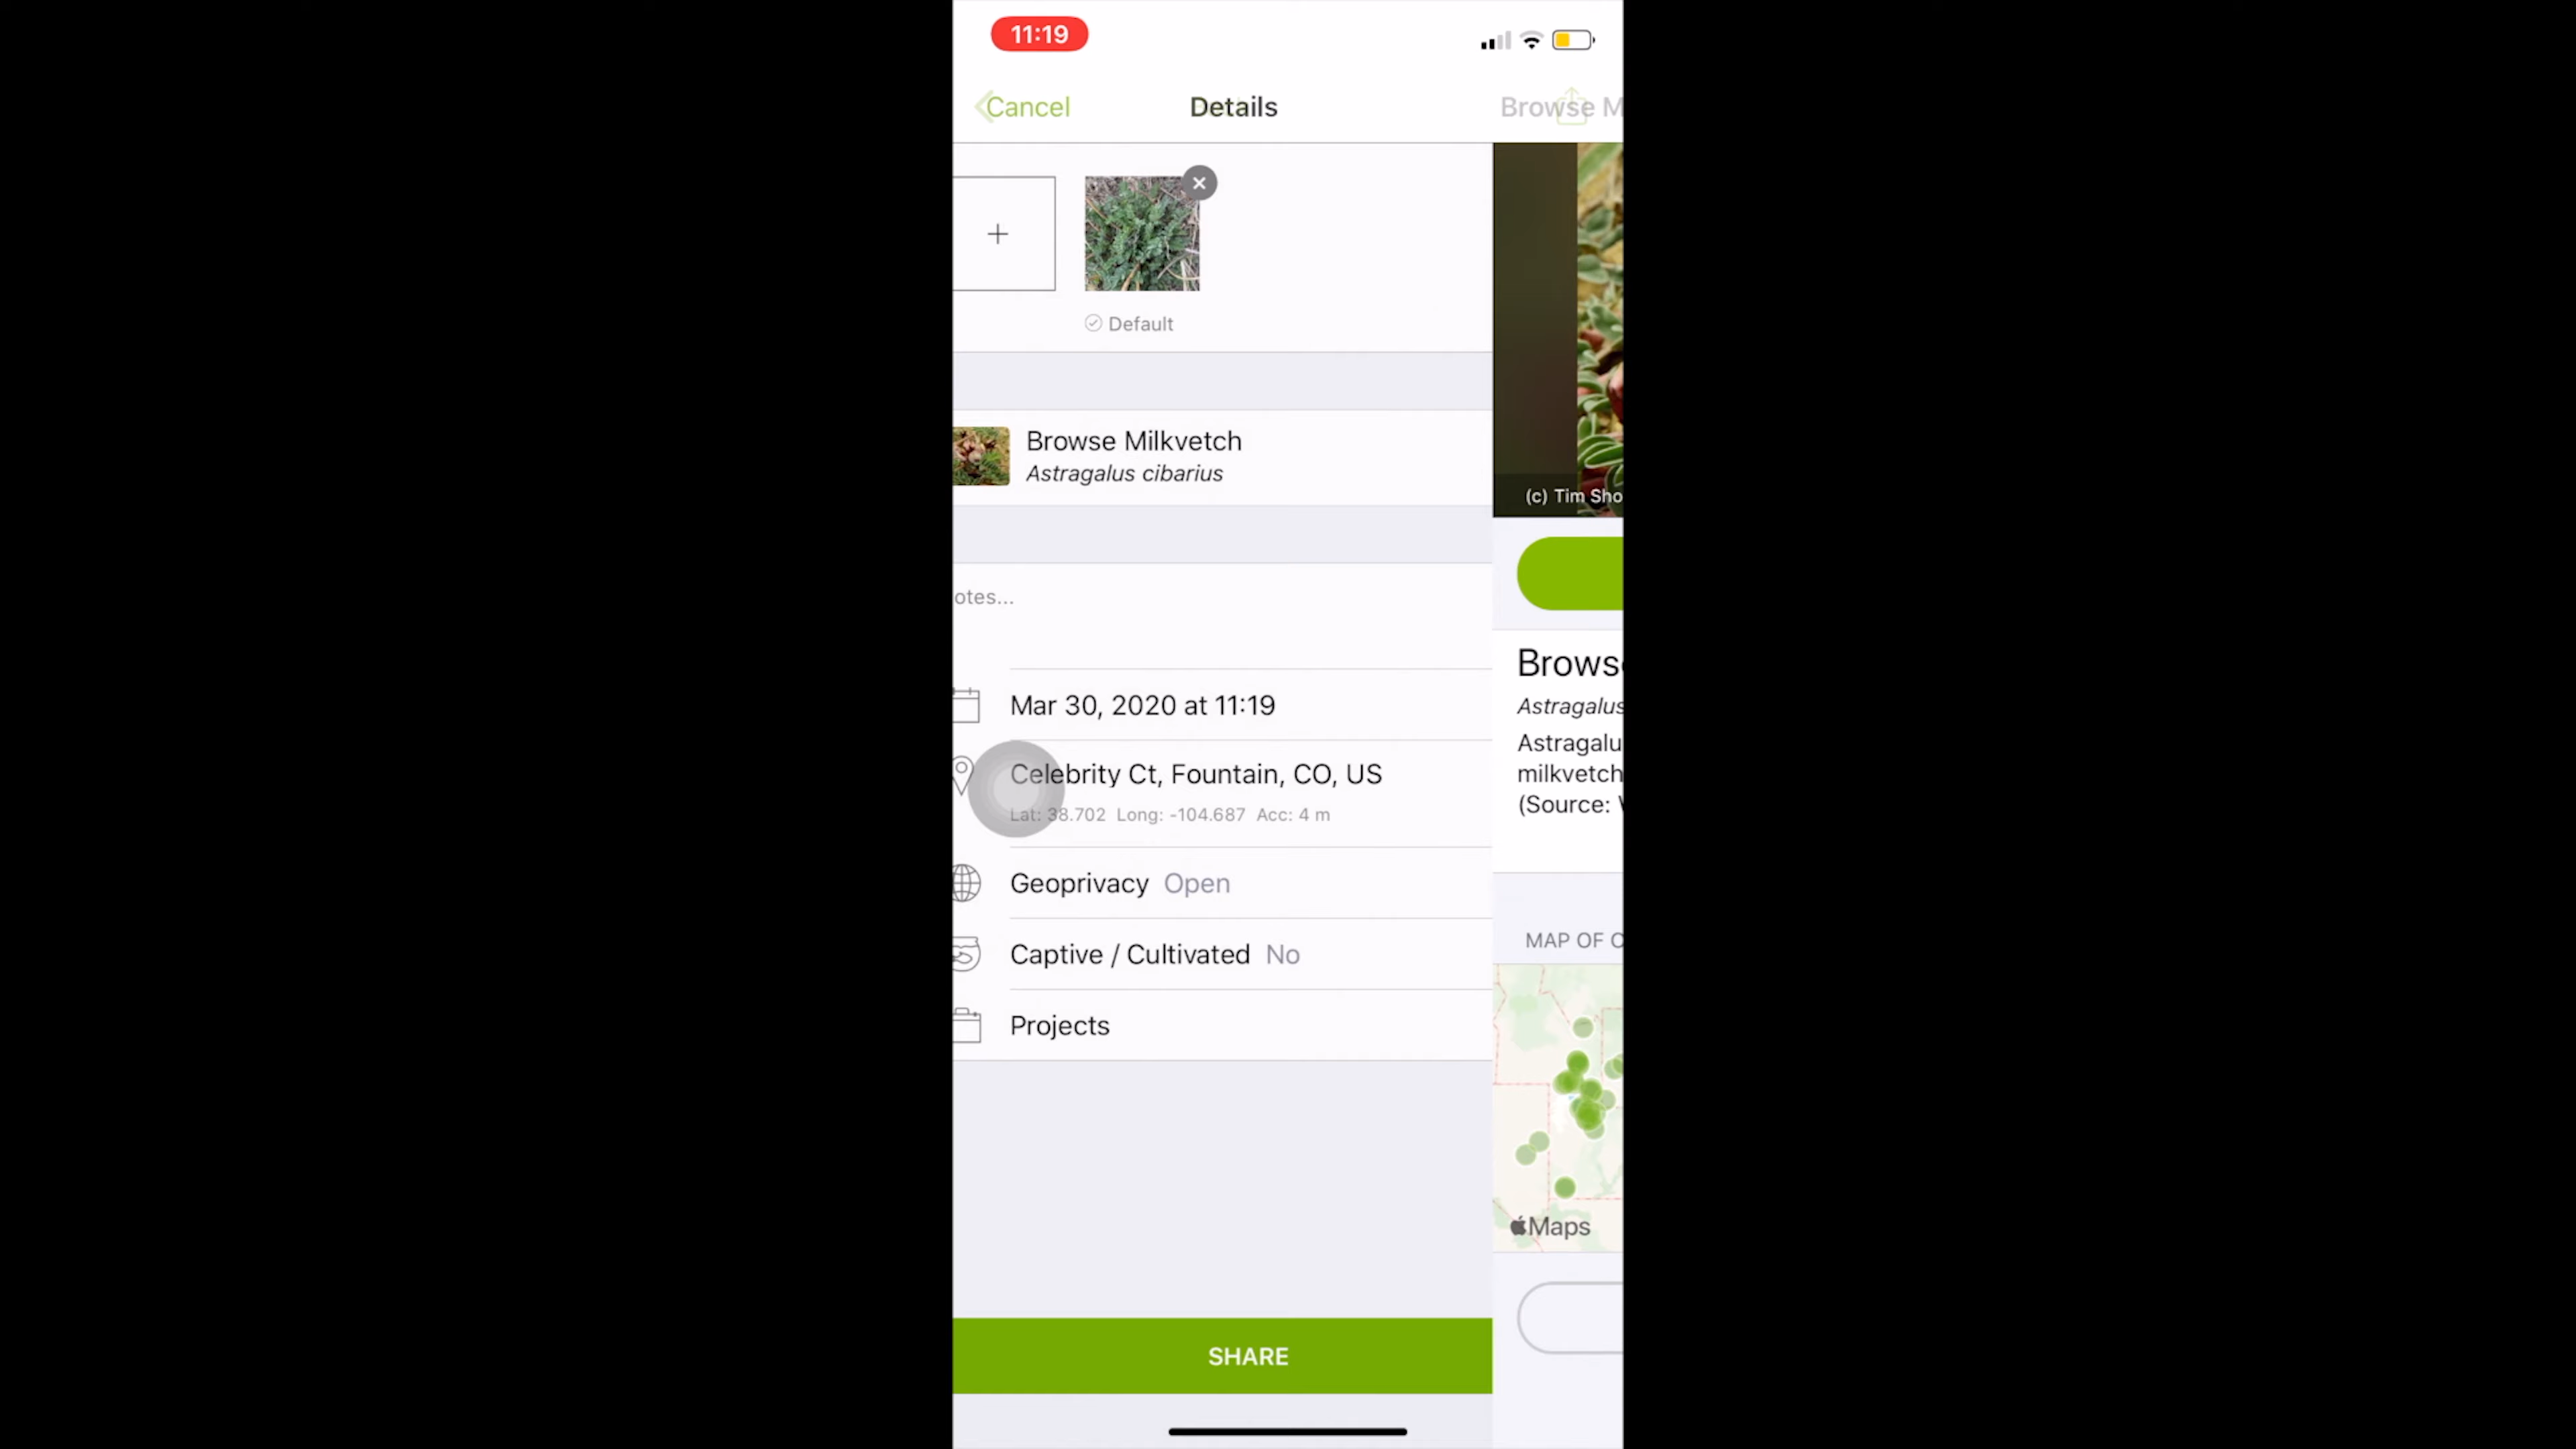 11:19
Cancel
Details
Browse M
Default
Browse Milkvetch
Astragalus cibarius
(c) Tim Sho
otes...
Brows
Astragalus
Mar 30, 2020 at 11:19
Astragalu
milkvetch
(Source:
Celebrity Ct, Fountain, CO, US
Lat: 38.702 Long: -104.687 Acc: 4 m
Geoprivacy Open
MAP OF
Captive / Cultivated No
Projects
Maps
SHARE